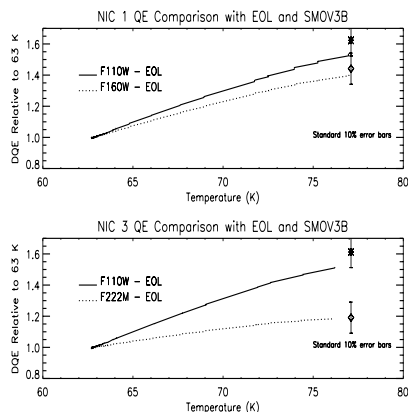 NIC 1 QE Comparison with EOL and SMOV3B
DQE Relative to 63 K
1.6
1.4
1.2
1.0
0.8
F110W - EOL
F160W - EOL
Standard 10% error bars
60
65
70
75
80
Temperature (K)
NIC 3 QE Comparison with EOL and SMOV3B
DQE Relative to 63 K
1.6
1.4
1.2
1.0
0.8
F110W - EOL
F222M - EOL
Standard 10% error bars
60
65
70
75
80
Temperature (K)